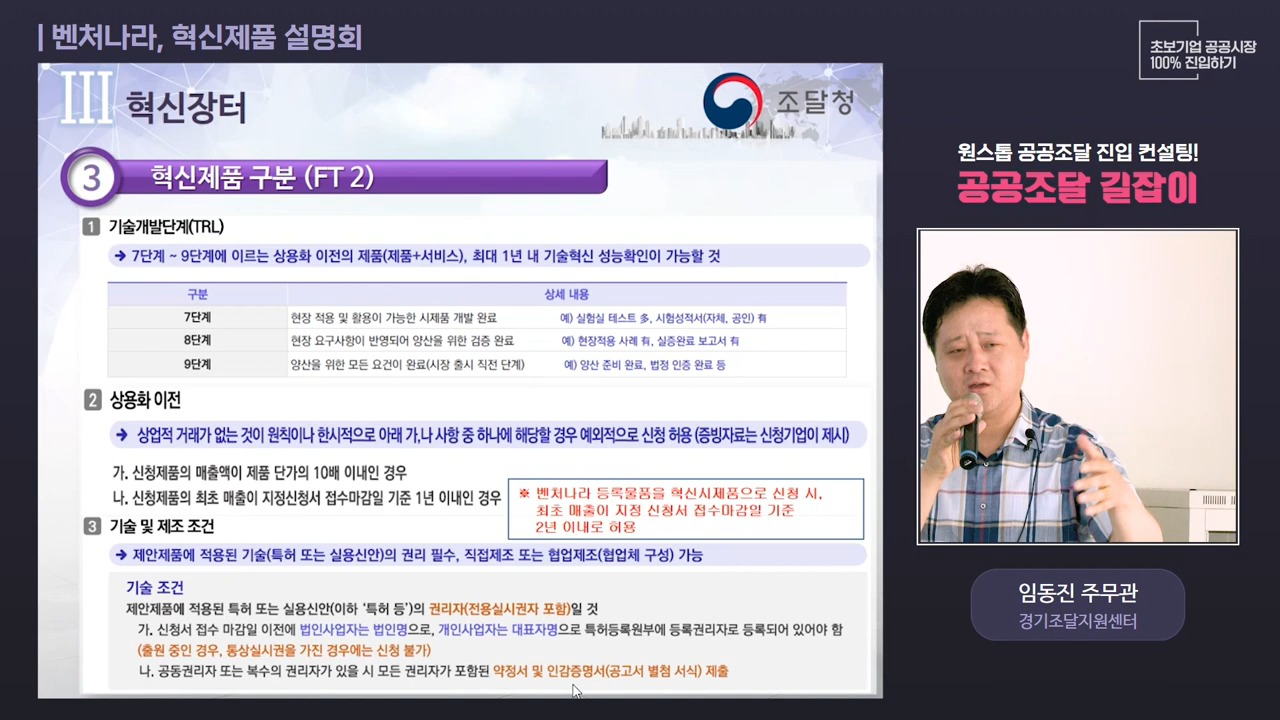 | 벤처나라, 혁신제품 설명회
초보기업 공공시장
100% 진입하기
III 혁신장터
조달청
3 혁신제품 구분 (FT 2)
1 기술개발단계(TRL)
→ 7단계 ~ 9단계에 이르는 상용화 이전의 제품(제품+서비스), 최대 1년 내 기술혁신 성능확인이 가능할 것
구분 상세 내용
7단계 현장 적용 및 활용이 가능한 시제품 개발 완료 예) 실험실 테스트 多, 시험성적서(자체, 공인) 有
8단계 현장 요구사항이 반영되어 양산을 위한 검증 완료 예) 현장적용 사례 有, 실증완료 보고서 有
9단계 양산을 위한 모든 요건이 완료(시장 출시 직전 단계) 예) 양산 준비 완료, 법정 인증 완료 등
2 상용화 이전
→ 상업적 거래가 없는 것이 원칙이나 한시적으로 아래 가,나 사항 중 하나에 해당할 경우 예외적으로 신청 허용 (증빙자료는 신청기업이 제시)
가. 신청제품의 매출액이 제품 단가의 10배 이내인 경우
나. 신청제품의 최초 매출이 지정신청서 접수마감일 기준 1년 이내인 경우
※ 벤처나라 등록물품을 혁신시제품으로 신청 시,
최초 매출이 지정 신청서 접수마감일 기준
2년 이내로 허용
3 기술 및 제조 조건
→ 제안제품에 적용된 기술(특허 또는 실용신안)의 권리 필수, 직접제조 또는 협업제조(협업체 구성) 가능
기술 조건
제안제품에 적용된 특허 또는 실용신안(이하 ‘특허 등’)의 권리자(전용실시권자 포함)일 것
가. 신청서 접수 마감일 이전에 법인사업자는 법인명으로, 개인사업자는 대표자명으로 특허등록원부에 등록권리자로 등록되어 있어야 함
(출원 중인 경우, 통상실시권을 가진 경우에는 신청 불가)
나. 공동권리자 또는 복수의 권리자가 있을 시 모든 권리자가 포함된 약정서 및 인감증명서(공고서 별첨 서식) 제출
원스톱 공공조달 진입 컨설팅!
공공조달 길잡이
임동진 주무관
경기조달지원센터